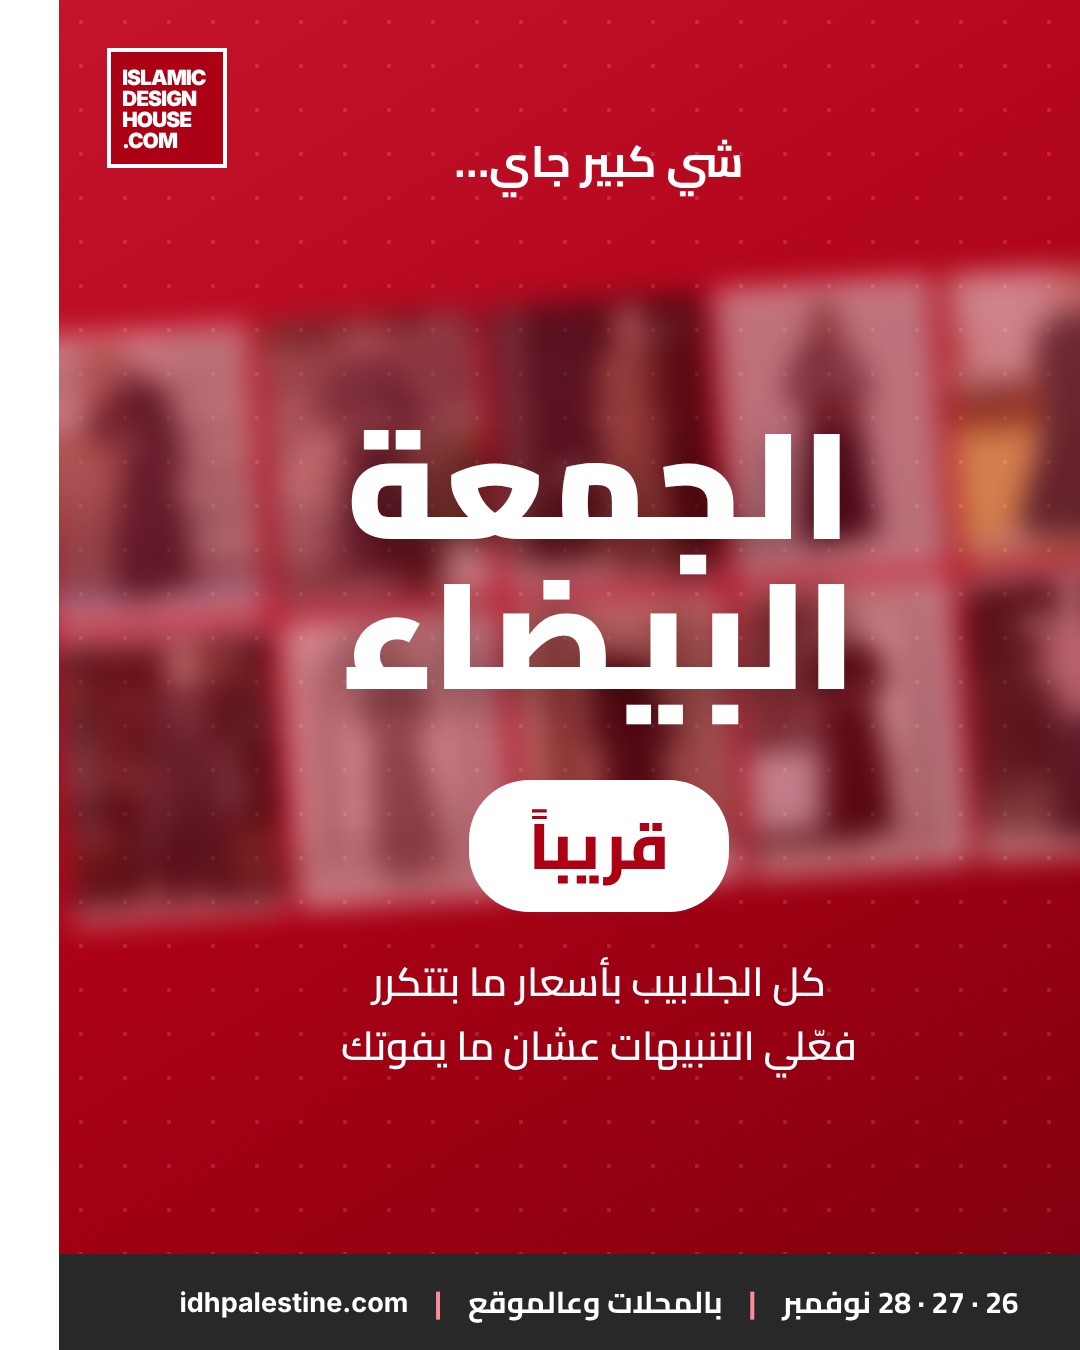 ISLAMIC
DESIGN
HOUSE
.COM
شي كبير جاي...
الجمعة
البيضاء
قريباً
كل الجلابيب بأسعار ما بتتكرر
فعّلي التنبيهات عشان ما يفوتك
26 · 27 · 28 نوفمبر | بالمحلات وعالموقع | idhpalestine.com